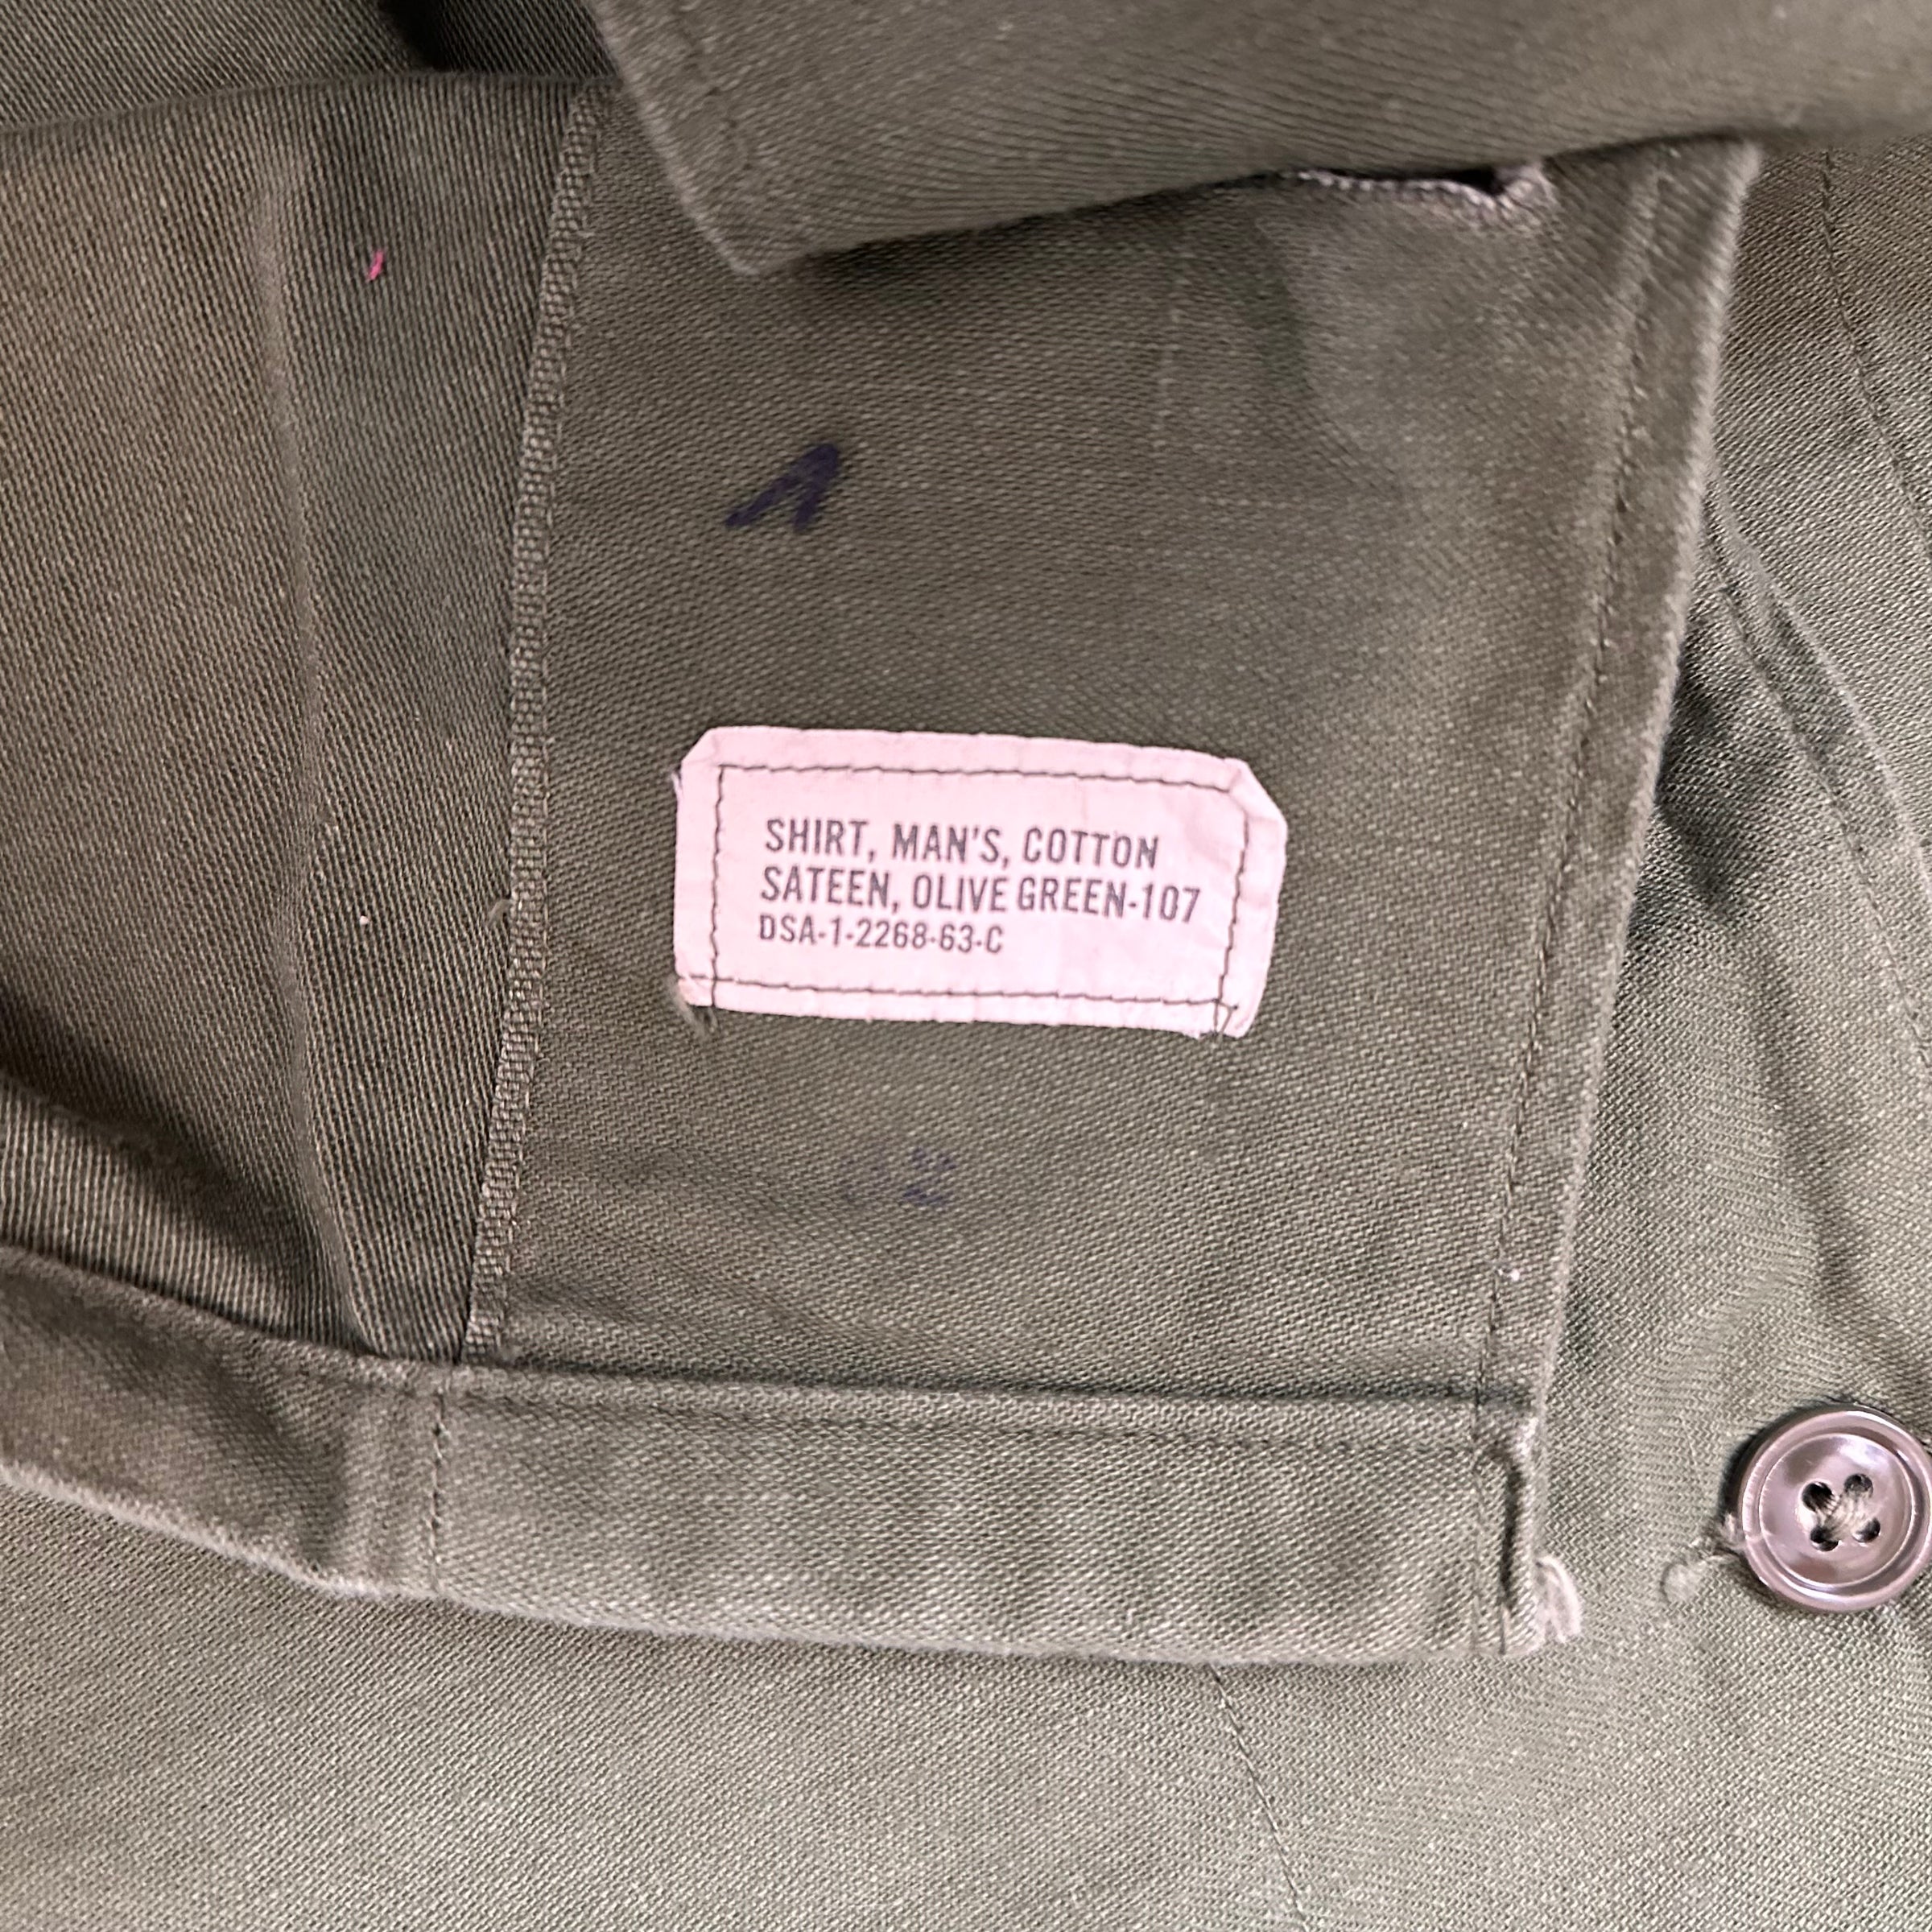 SHIRT, MAN'S, COTTON
SATEEN, OLIVE GREEN-107
DSA-1-2268-63-C